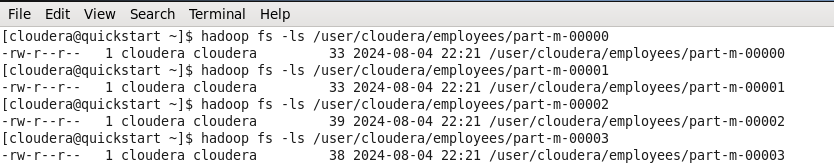 File Edit View Search Terminal Help
[cloudera@quickstart ~]$ hadoop fs -ls /user/cloudera/employees/part-m-00000
-rw-r--r--   1 cloudera cloudera         33 2024-08-04 22:21 /user/cloudera/employees/part-m-00000
[cloudera@quickstart ~]$ hadoop fs -ls /user/cloudera/employees/part-m-00001
-rw-r--r--   1 cloudera cloudera         33 2024-08-04 22:21 /user/cloudera/employees/part-m-00001
[cloudera@quickstart ~]$ hadoop fs -ls /user/cloudera/employees/part-m-00002
-rw-r--r--   1 cloudera cloudera         39 2024-08-04 22:21 /user/cloudera/employees/part-m-00002
[cloudera@quickstart ~]$ hadoop fs -ls /user/cloudera/employees/part-m-00003
-rw-r--r--   1 cloudera cloudera         38 2024-08-04 22:21 /user/cloudera/employees/part-m-00003